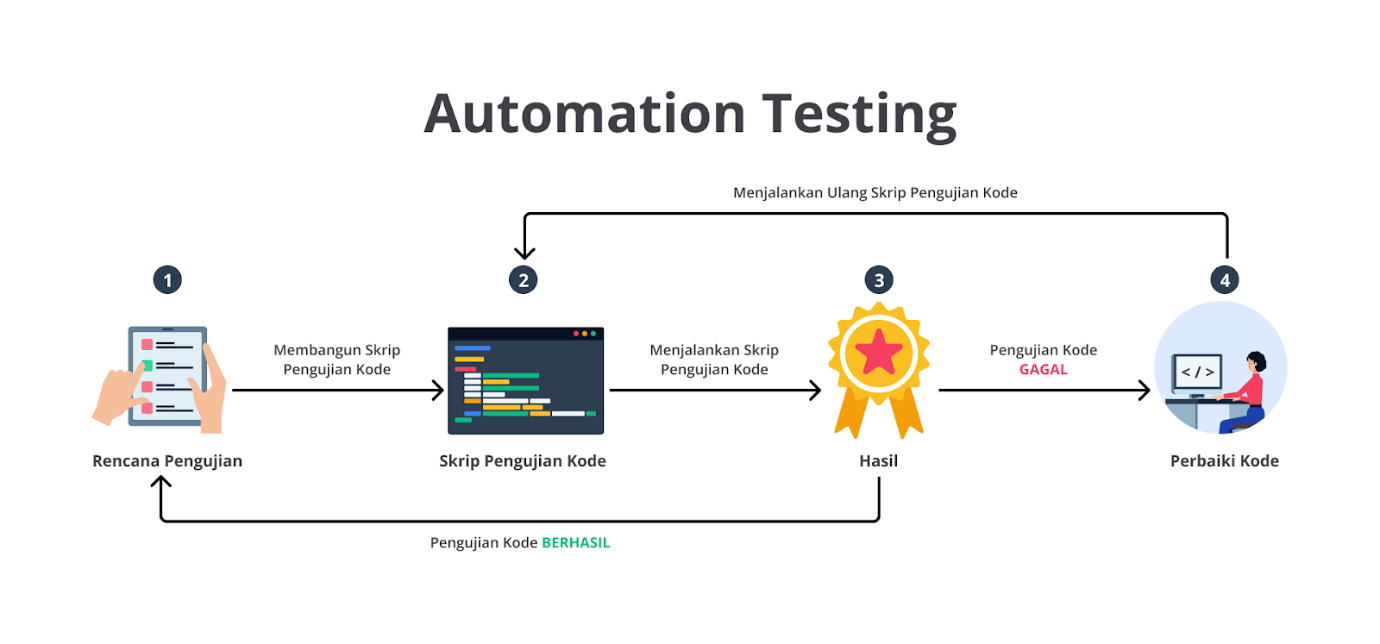 Automation Testing
Menjalankan Ulang Skrip Pengujian Kode
1
2
3
4
Membangun Skrip
Pengujian Kode
Menjalankan Skrip
Pengujian Kode
Pengujian Kode
GAGAL
< / >
Rencana Pengujian
Skrip Pengujian Kode
Hasil
Perbaiki Kode
Pengujian Kode BERHASIL